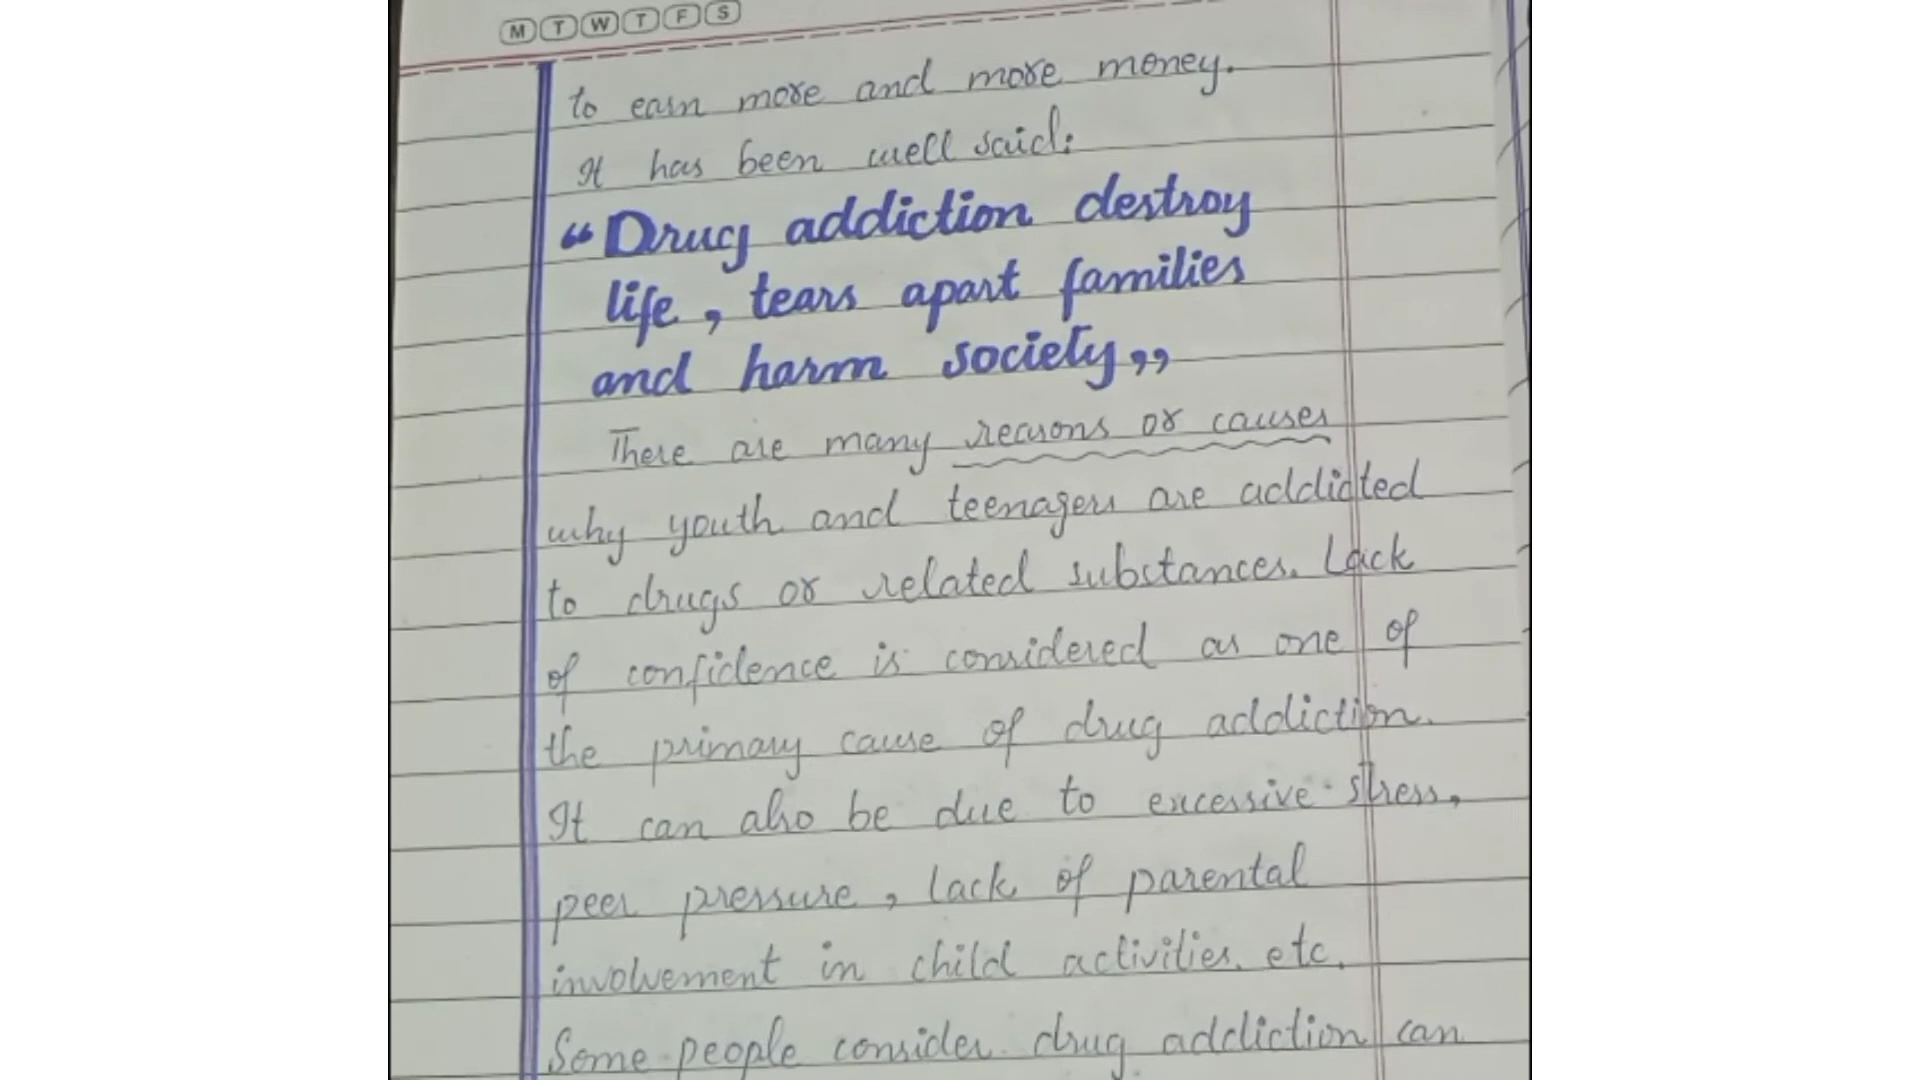 M T W T F S
to earn more and more money.
It has been well said:
“Drug addiction destroy
life, tears apart families
and harm society„
There are many reasons or causes
why youth and teenagers are addicted
to drugs or related substances. Lack
of confidence is considered as one of
the primary cause of drug addiction.
It can also be due to excessive stress,
peer pressure, lack of parental
involvement in child activities. etc.
Some people consider drug addiction can